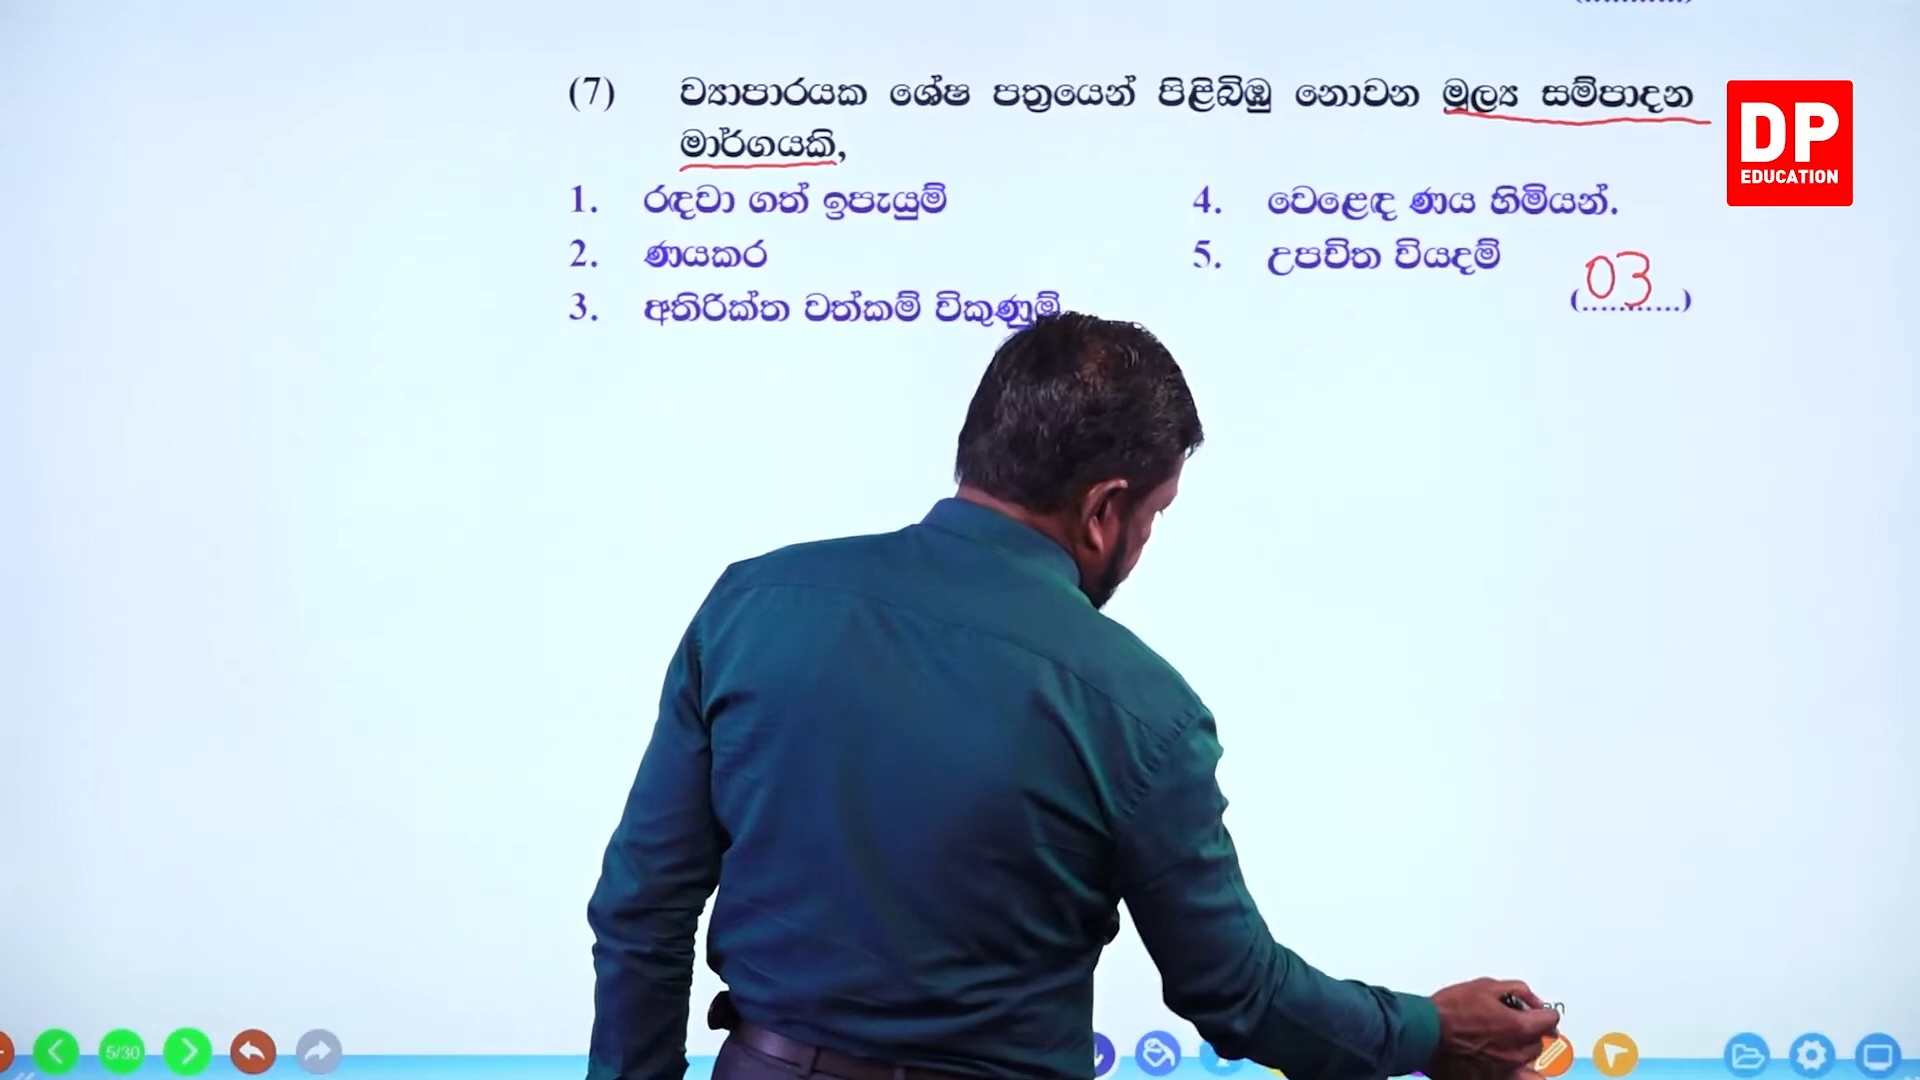 (7) ව්‍යාපාරයක ශේෂ පත්‍රයෙන් පිළිබිඹු නොවන මූල්‍ය සම්පාදන
මාර්ගයකි,
1. රඳවා ගත් ඉපැයුම්
2. ණයකර
3. අතිරික්ත වත්කම් විකුණුම්
4. වෙළෙඳ ණය හිමියන්.
5. උපචිත වියදම්
(............)
03
DP
EDUCATION
5/30